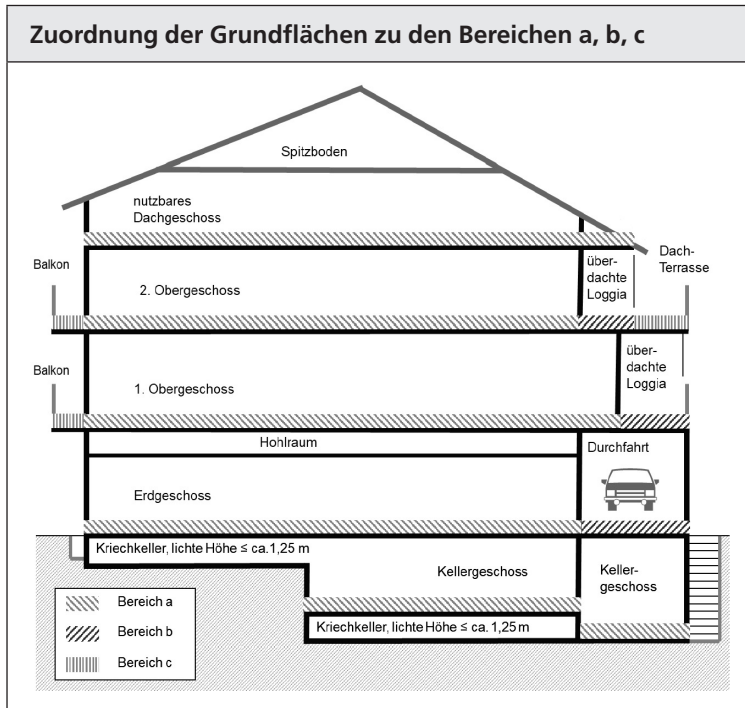 Zuordnung der Grundflächen zu den Bereichen a, b, c
Spitzboden
nutzbares
Dachgeschoss
Balkon
2. Obergeschoss
über-
dachte
Loggia
Dach-
Terrasse
Balkon
1. Obergeschoss
über-
dachte
Loggia
Hohlraum
Durchfahrt
Erdgeschoss
Kriechkeller, lichte Höhe ≤ ca.1,25 m
Kellergeschoss
Keller-
geschoss
Kriechkeller, lichte Höhe ≤ ca. 1,25 m
Bereich a
Bereich b
Bereich c